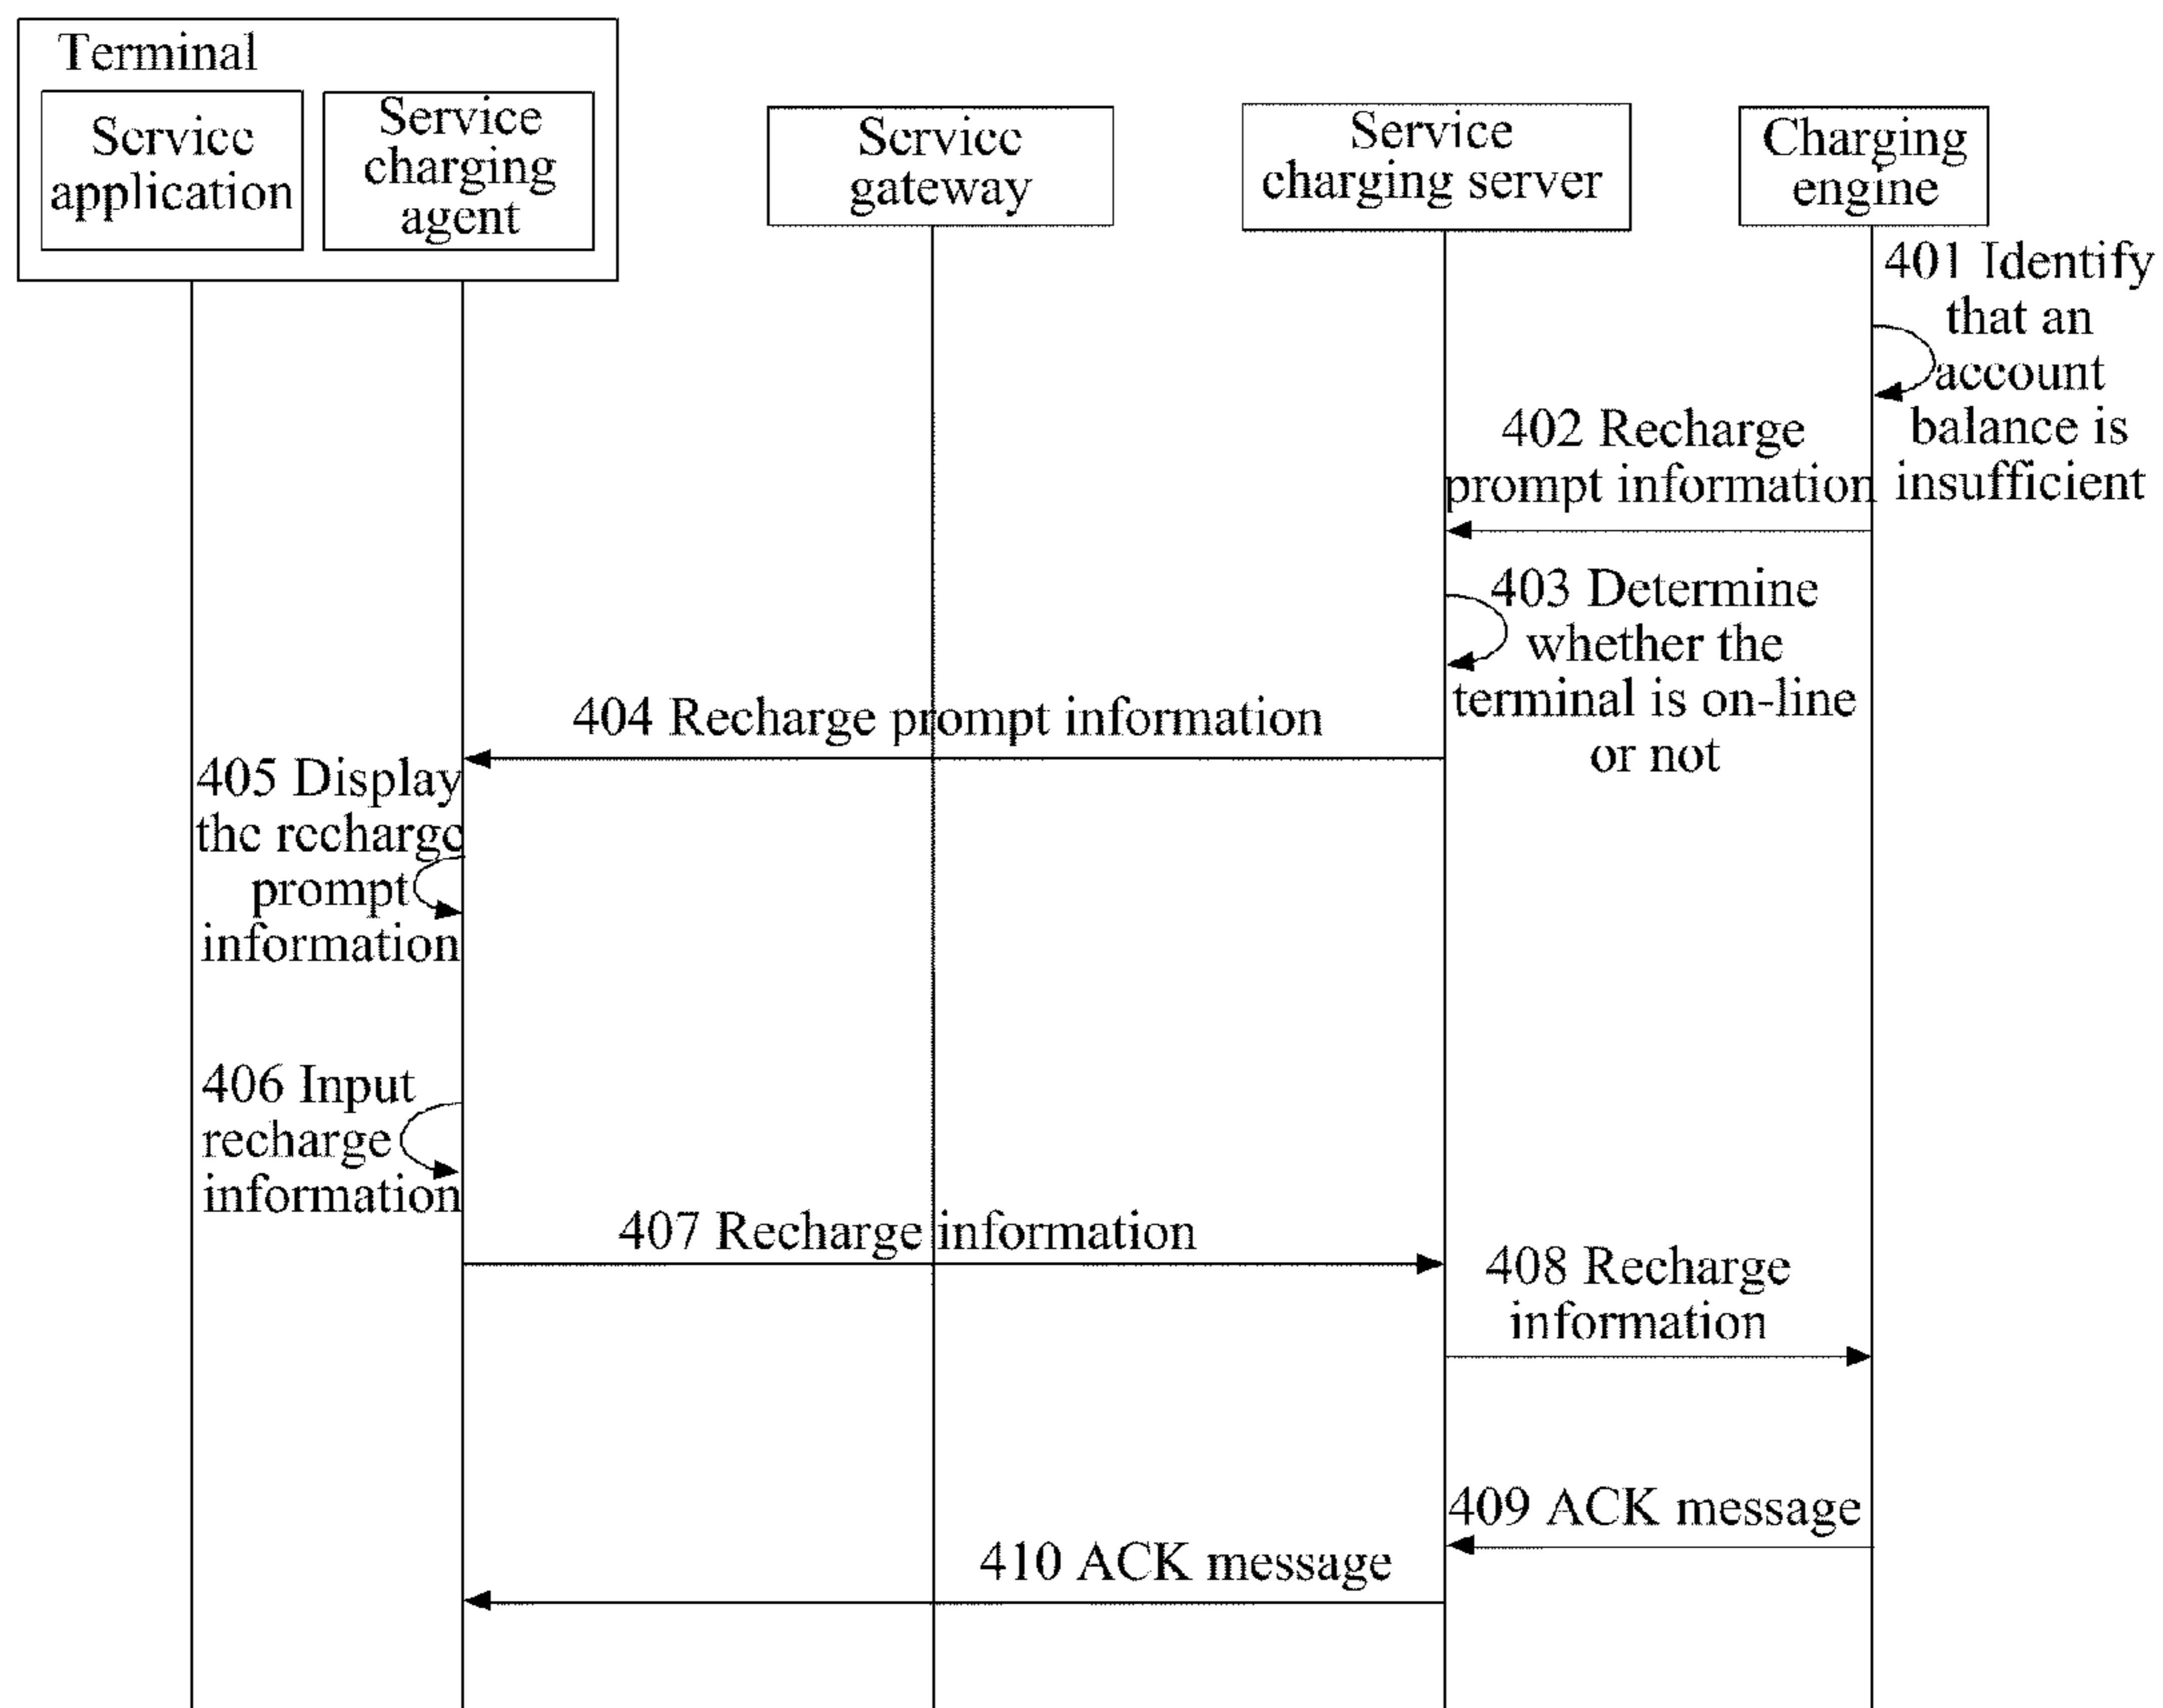 Terminal
Service
application
Service
charging
agent
Service
gateway
Service
charging server
Charging
engine
401 Identify
that an
account
balance is
insufficient
402 Recharge
prompt information
403 Determine
whether the
terminal is on-line
or not
404 Recharge prompt information
405 Display
the recharge
prompt
information
406 Input
recharge
information
407 Recharge information
408 Recharge
information
409 ACK message
410 ACK message